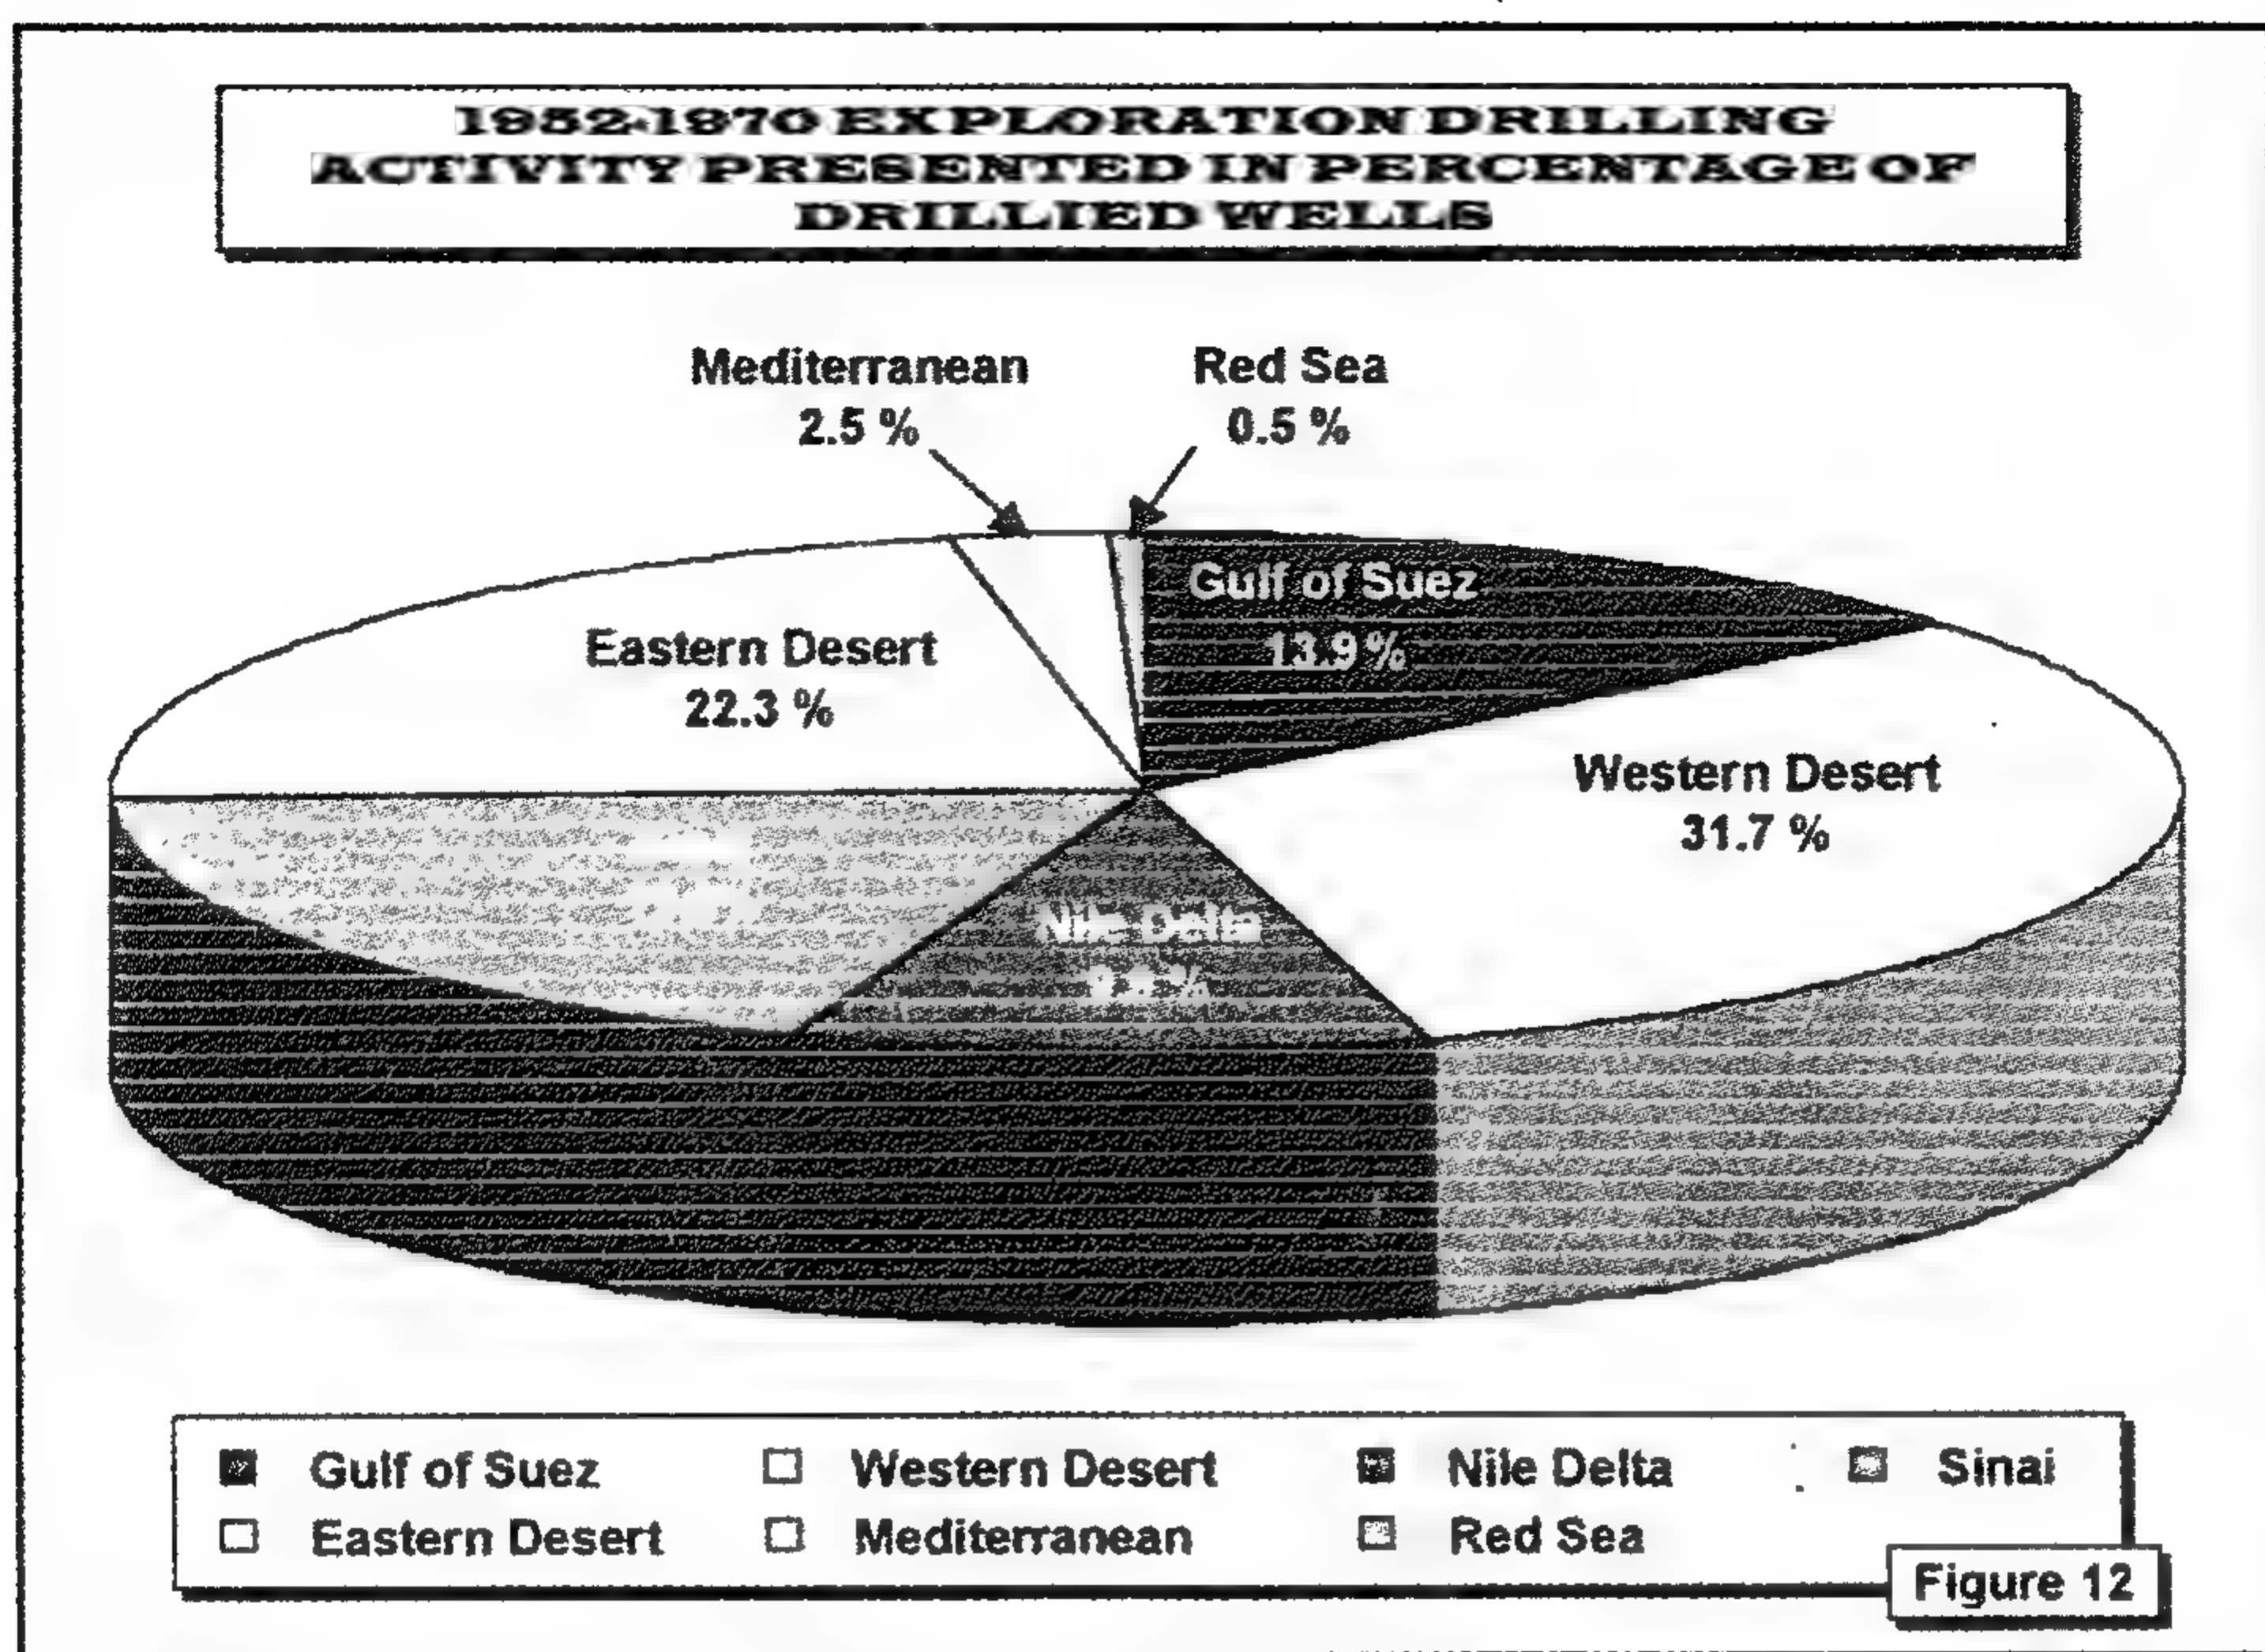 1952-1970 EXPLORATION DRILLING
ACTIVITY PRESENTED IN PERCENTAGE OF
DRILLIED WELLS
Mediterranean
2.5 %
Red Sea
0.5 %
Gulf of Suez
13.9 %
Eastern Desert
22.3 %
Western Desert
31.7 %
Nile Delta
Gulf of Suez
Western Desert
Nile Delta
Sinai
Eastern Desert
Mediterranean
Red Sea
Figure 12